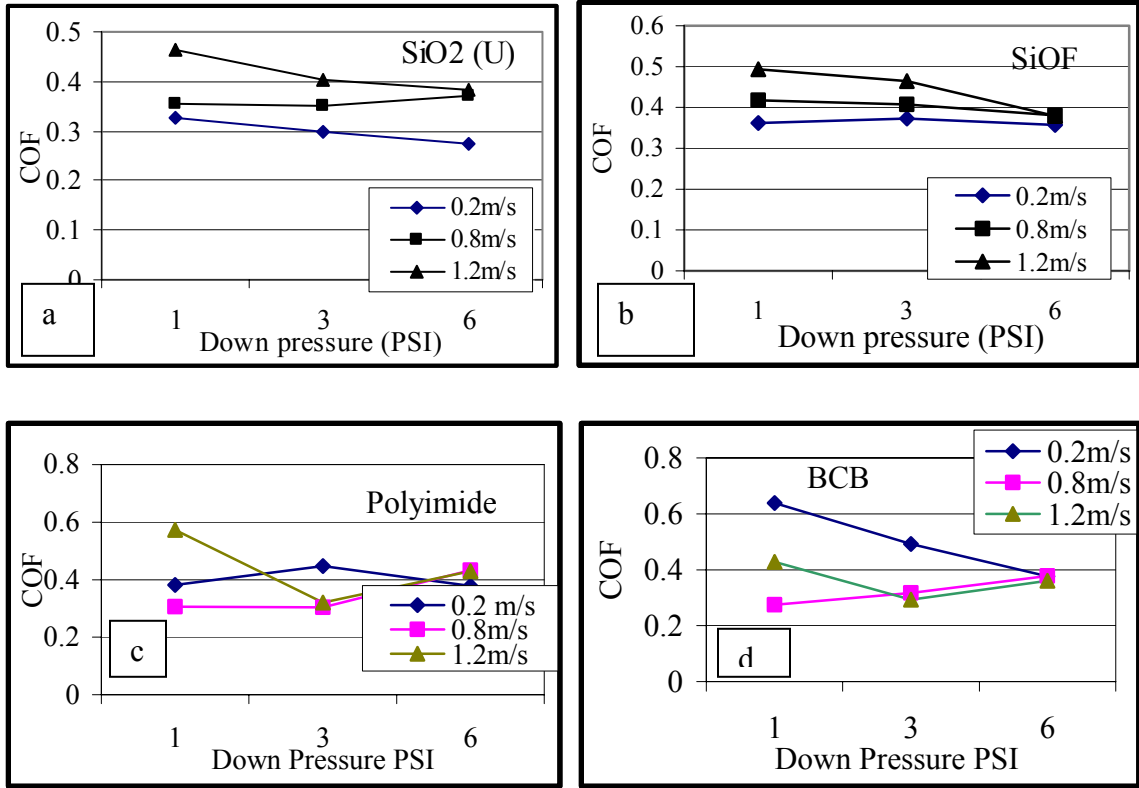 SiO2 (U)
0.5
0.4
0.3
0.2
0.1
0
COF
0.2m/s
0.8m/s
1.2m/s
a
1 3 6
Down pressure (PSI)
SiOF
0.6
0.5
0.4
0.3
0.2
0.1
0
COF
0.2m/s
0.8m/s
1.2m/s
b
1 3 6
Down pressure (PSI)
Polyimide
0.8
0.6
0.4
0.2
0
COF
0.2 m/s
0.8m/s
1.2m/s
c
1 3 6
Down Pressure PSI
BCB
0.8
0.6
0.4
0.2
0
COF
0.2m/s
0.8m/s
1.2m/s
d
1 3 6
Down Pressure PSI